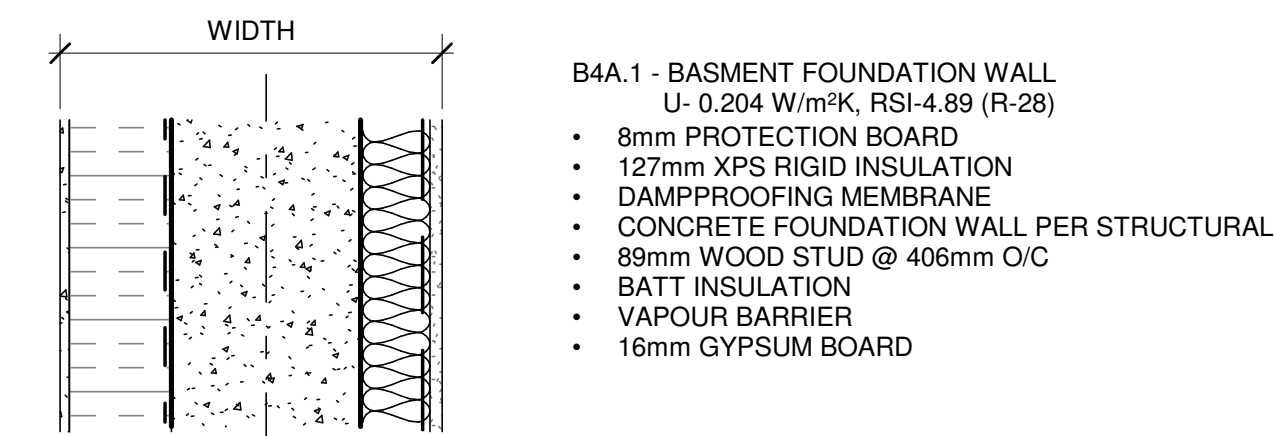 WIDTH
B4A.1 - BASMENT FOUNDATION WALL
U- 0.204 W/m²K, RSI-4.89 (R-28)
• 8mm PROTECTION BOARD
• 127mm XPS RIGID INSULATION
• DAMPPROOFING MEMBRANE
• CONCRETE FOUNDATION WALL PER STRUCTURAL
• 89mm WOOD STUD @ 406mm O/C
• BATT INSULATION
• VAPOUR BARRIER
• 16mm GYPSUM BOARD